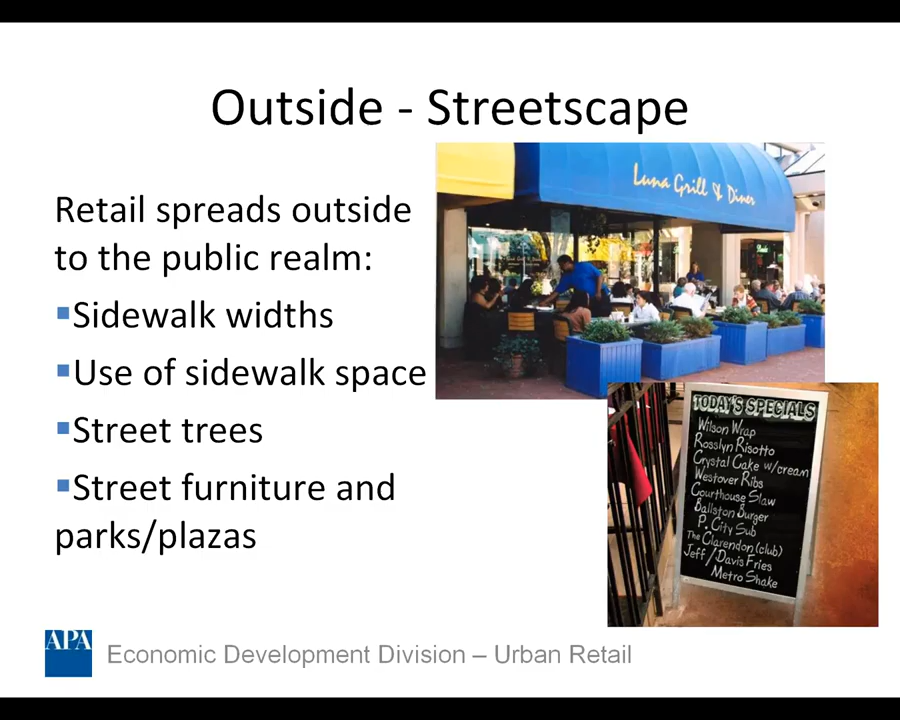 Outside - Streetscape
Retail spreads outside
to the public realm:
Sidewalk widths
Use of sidewalk space
Street trees
Street furniture and
parks/plazas
Luna Grill & Diner
TODAY'S SPECIALS
Wilson Wrap
Rosslyn Risotto
Crystal Cake w/cream
Westover Ribs
Courthouse Slaw
Ballston Burger
P. City Sub
The Clarendon (club)
Jeff/Davis Fries
Metro Shake
APA
Economic Development Division – Urban Retail